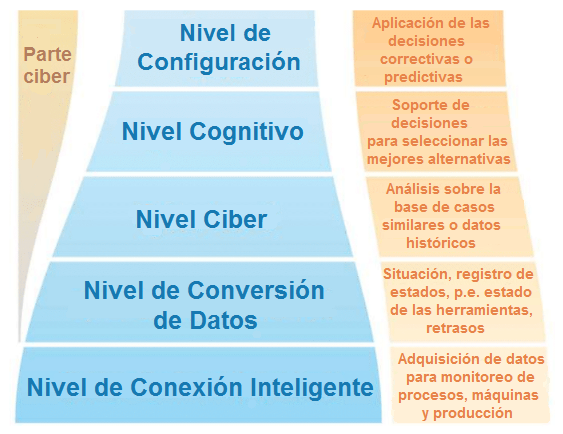 Parte
ciber
Nivel de
Configuración
Aplicación de las
decisiones
correctivas o
predictivas
Nivel Cognitivo
Soporte de
decisiones
para seleccionar las
mejores alternativas
Nivel Ciber
Análisis sobre la
base de casos
similares o datos
históricos
Nivel de Conversión
de Datos
Situación, registro de
estados, p.e. estado
de las herramientas,
retrasos
Nivel de Conexión Inteligente
Adquisición de datos
para monitoreo de
procesos, máquinas
y producción